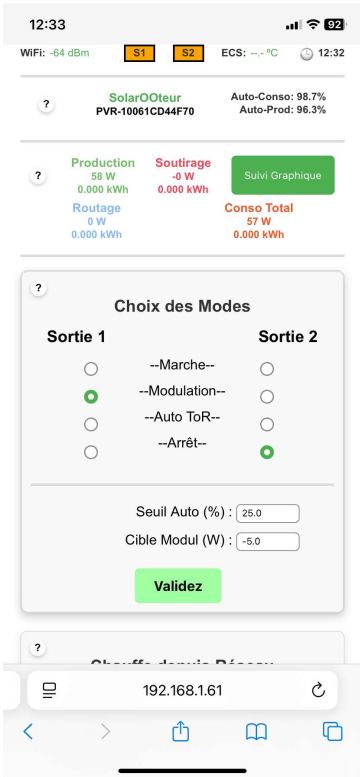 12:33
92
WiFi: -64 dBm S1 S2 ECS: --.- ºC 12:32
? SolarOOteur Auto-Conso: 98.7%
PVR-10061CD44F70 Auto-Prod: 96.3%
Production Soutirage
? 58 W -0 W Suivi Graphique
0.000 kWh 0.000 kWh
Routage Conso Total
0 W 57 W
0.000 kWh 0.000 kWh
?
Choix des Modes
Sortie 1 Sortie 2
--Marche--
--Modulation--
--Auto ToR--
--Arrêt--
Seuil Auto (%) : 25.0
Cible Modul (W) : -5.0
Validez
?
Chauffe depuis Réseau
192.168.1.61